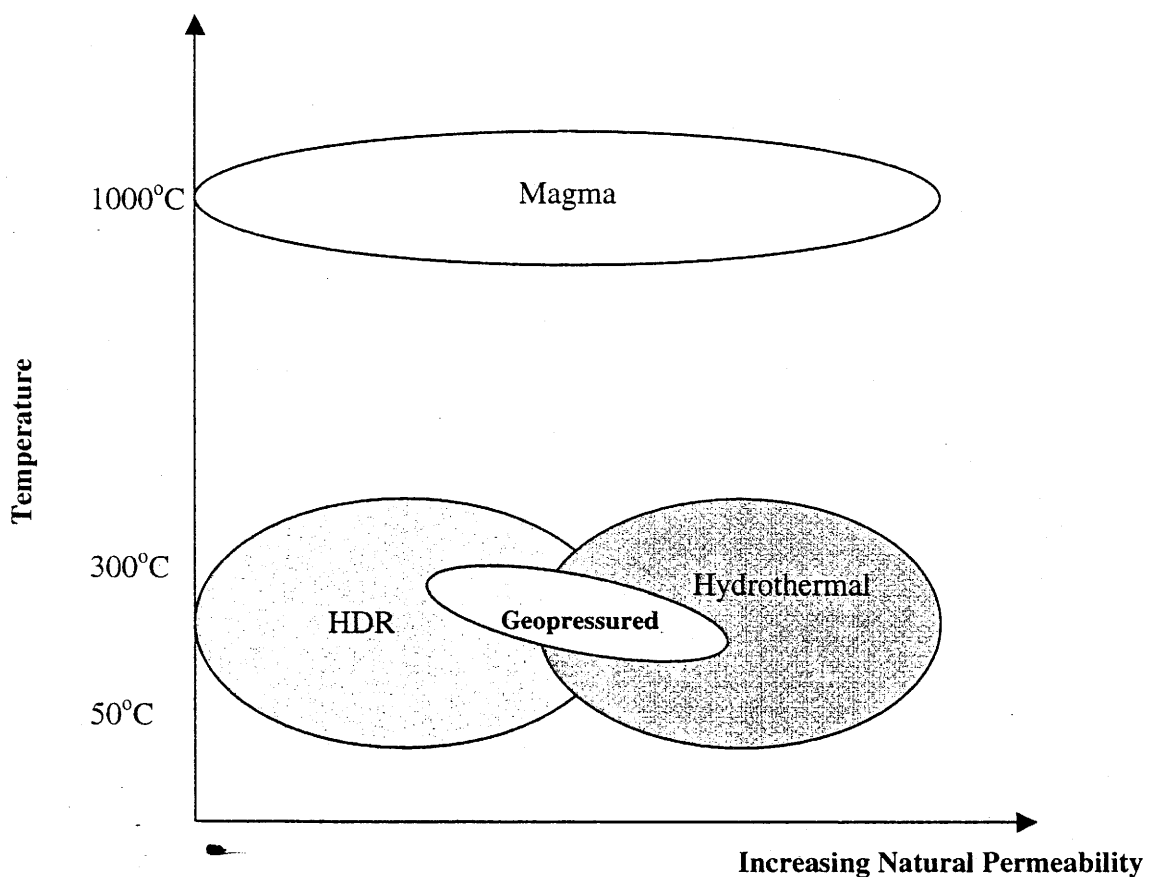 1000°C
Magma
Temperature
300°C
Hydrothermal
HDR
Geopressured
50°C
Increasing Natural Permeability